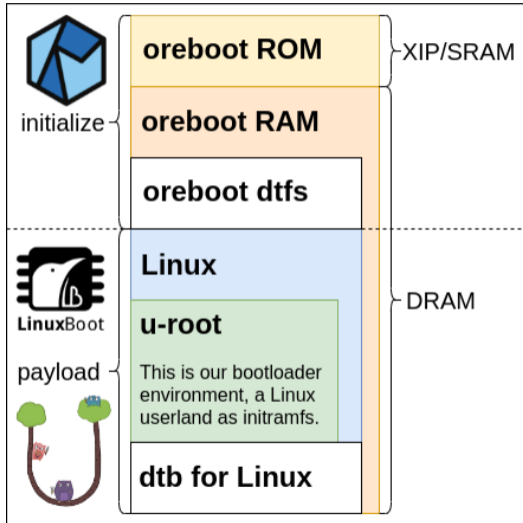 oreboot ROM
XIP/SRAM
initialize
oreboot RAM
oreboot dtfs
Linux
LB
LinuxBoot
DRAM
u-root
payload
This is our bootloader
environment, a Linux
userland as initramfs.
dtb for Linux